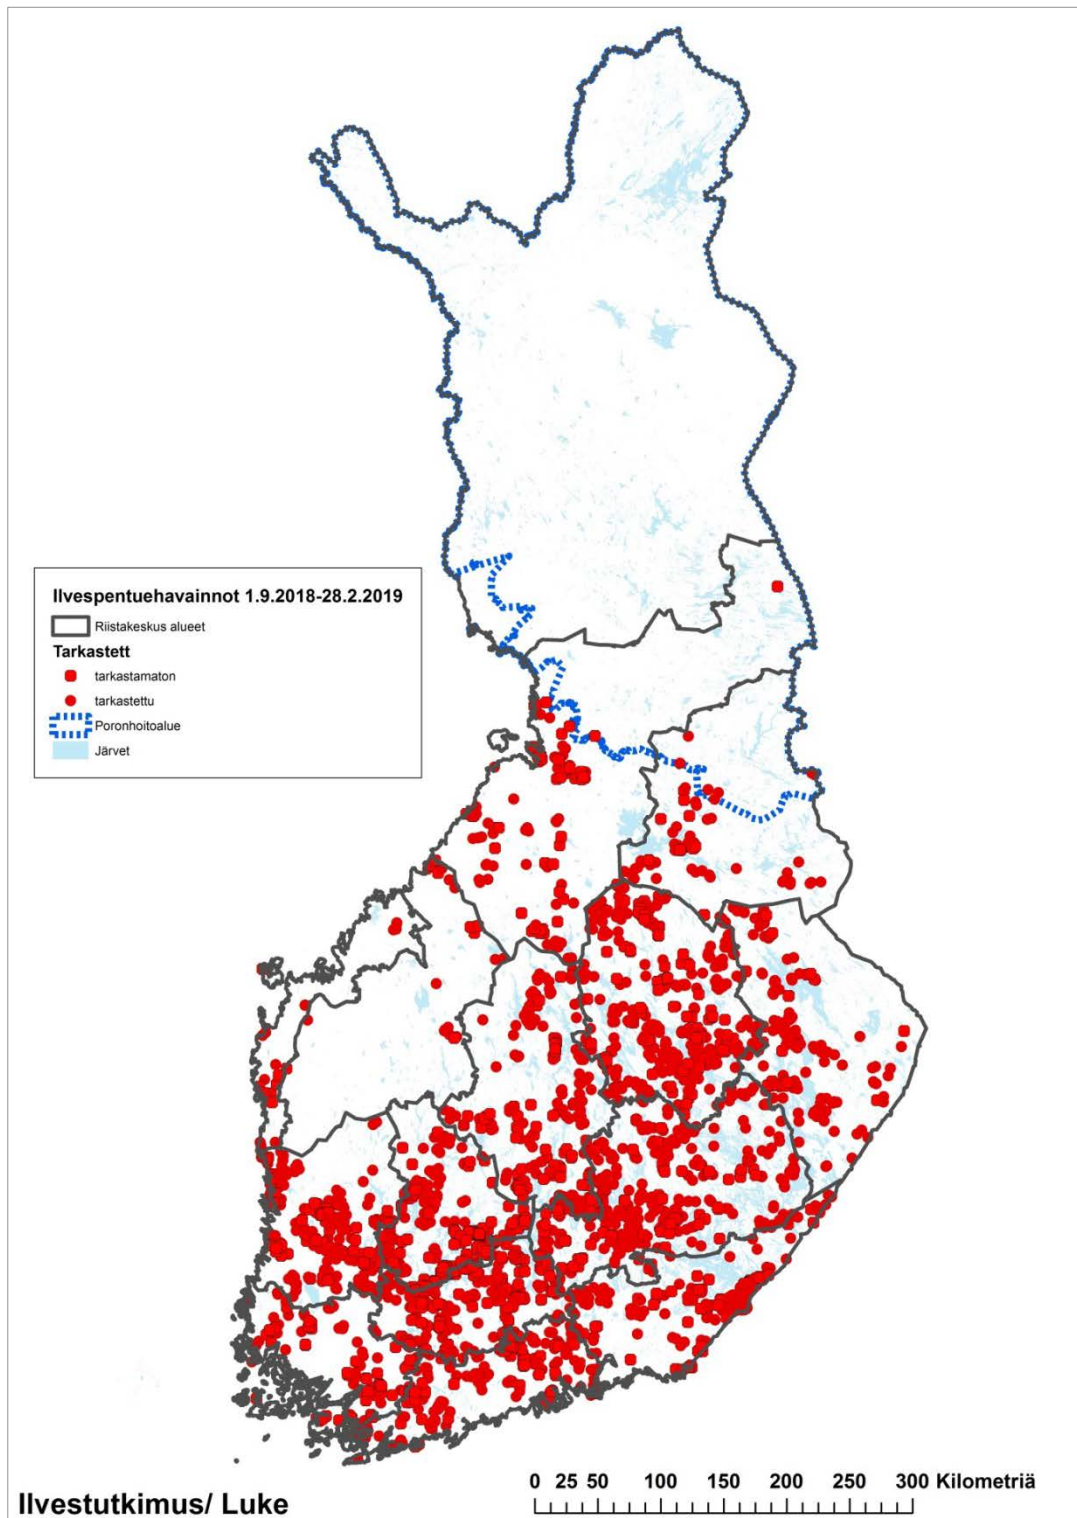 Ilvespentuehavainnot 1.9.2018-28.2.2019
Riistakeskus alueet
Tarkastett
tarkastamaton
tarkastettu
Poronhoitoalue
Järvet
0 25 50 100 150 200 250 300 Kilometriä
Ilvestutkimus/ Luke